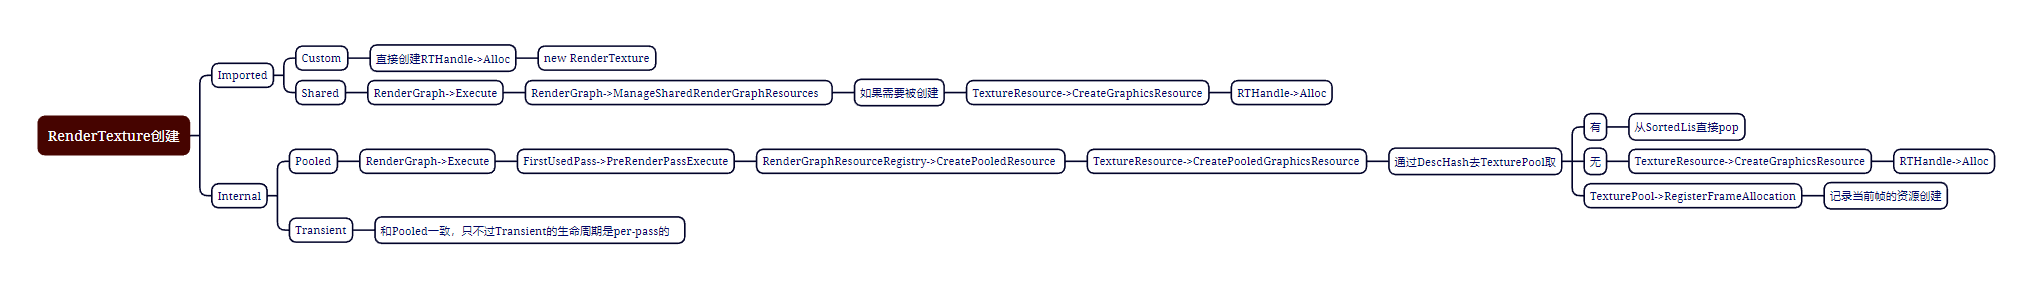 RenderTexture创建
Imported
Custom
直接创建RTHandle->Alloc
new RenderTexture
Shared
RenderGraph->Execute
RenderGraph->ManageSharedRenderGraphResources
如果需要被创建
TextureResource->CreateGraphicsResource
RTHandle->Alloc
Internal
Pooled
RenderGraph->Execute
FirstUsedPass->PreRenderPassExecute
RenderGraphResourceRegistry->CreatePooledResource
TextureResource->CreatePooledGraphicsResource
通过DescHash去TexturePool取
有
从SortedLis直接pop
无
TextureResource->CreateGraphicsResource
RTHandle->Alloc
TexturePool->RegisterFrameAllocation
记录当前帧的资源创建
Transient
和Pooled一致，只不过Transient的生命周期是per-pass的